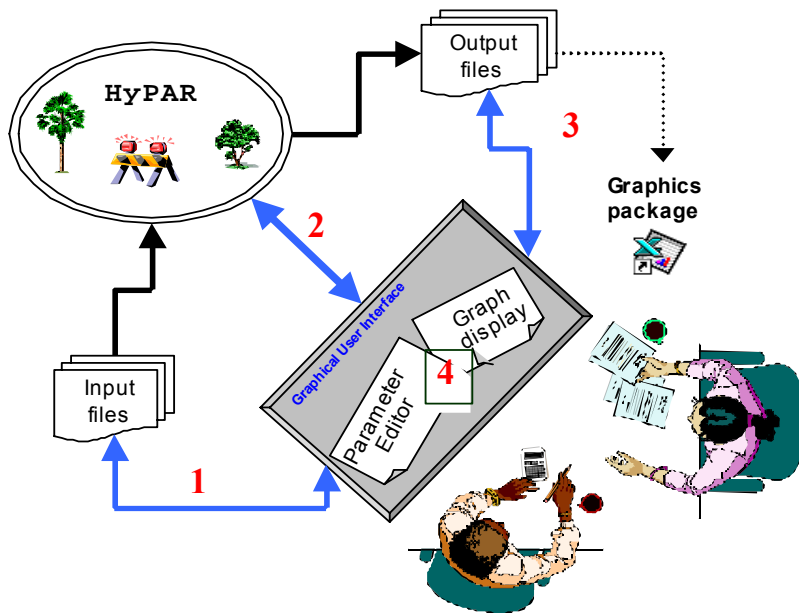 HyPAR
Output
files
3
Graphics
package
2
Graphical User Interface
Graph
display
4
Parameter
Editor
Input
files
1